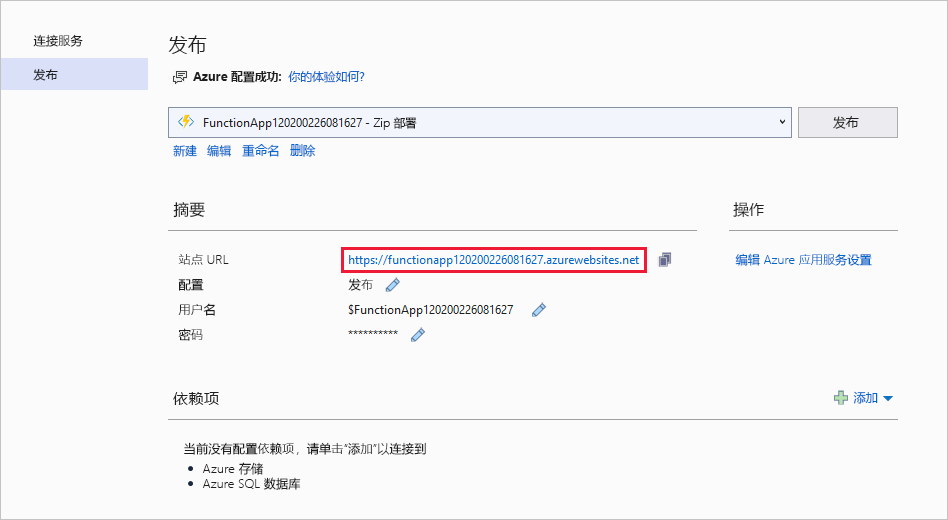 连接服务
发布
发布
Azure 配置成功: 你的体验如何?
FunctionApp120200226081627 - Zip 部署
发布
新建 编辑 重命名 删除
摘要
操作
站点 URL https://functionapp120200226081627.azurewebsites.net
编辑 Azure 应用服务设置
配置 发布
用户名 $FunctionApp120200226081627
密码 **********
依赖项
添加
当前没有配置依赖项，请单击“添加”以连接到
• Azure 存储
• Azure SQL 数据库